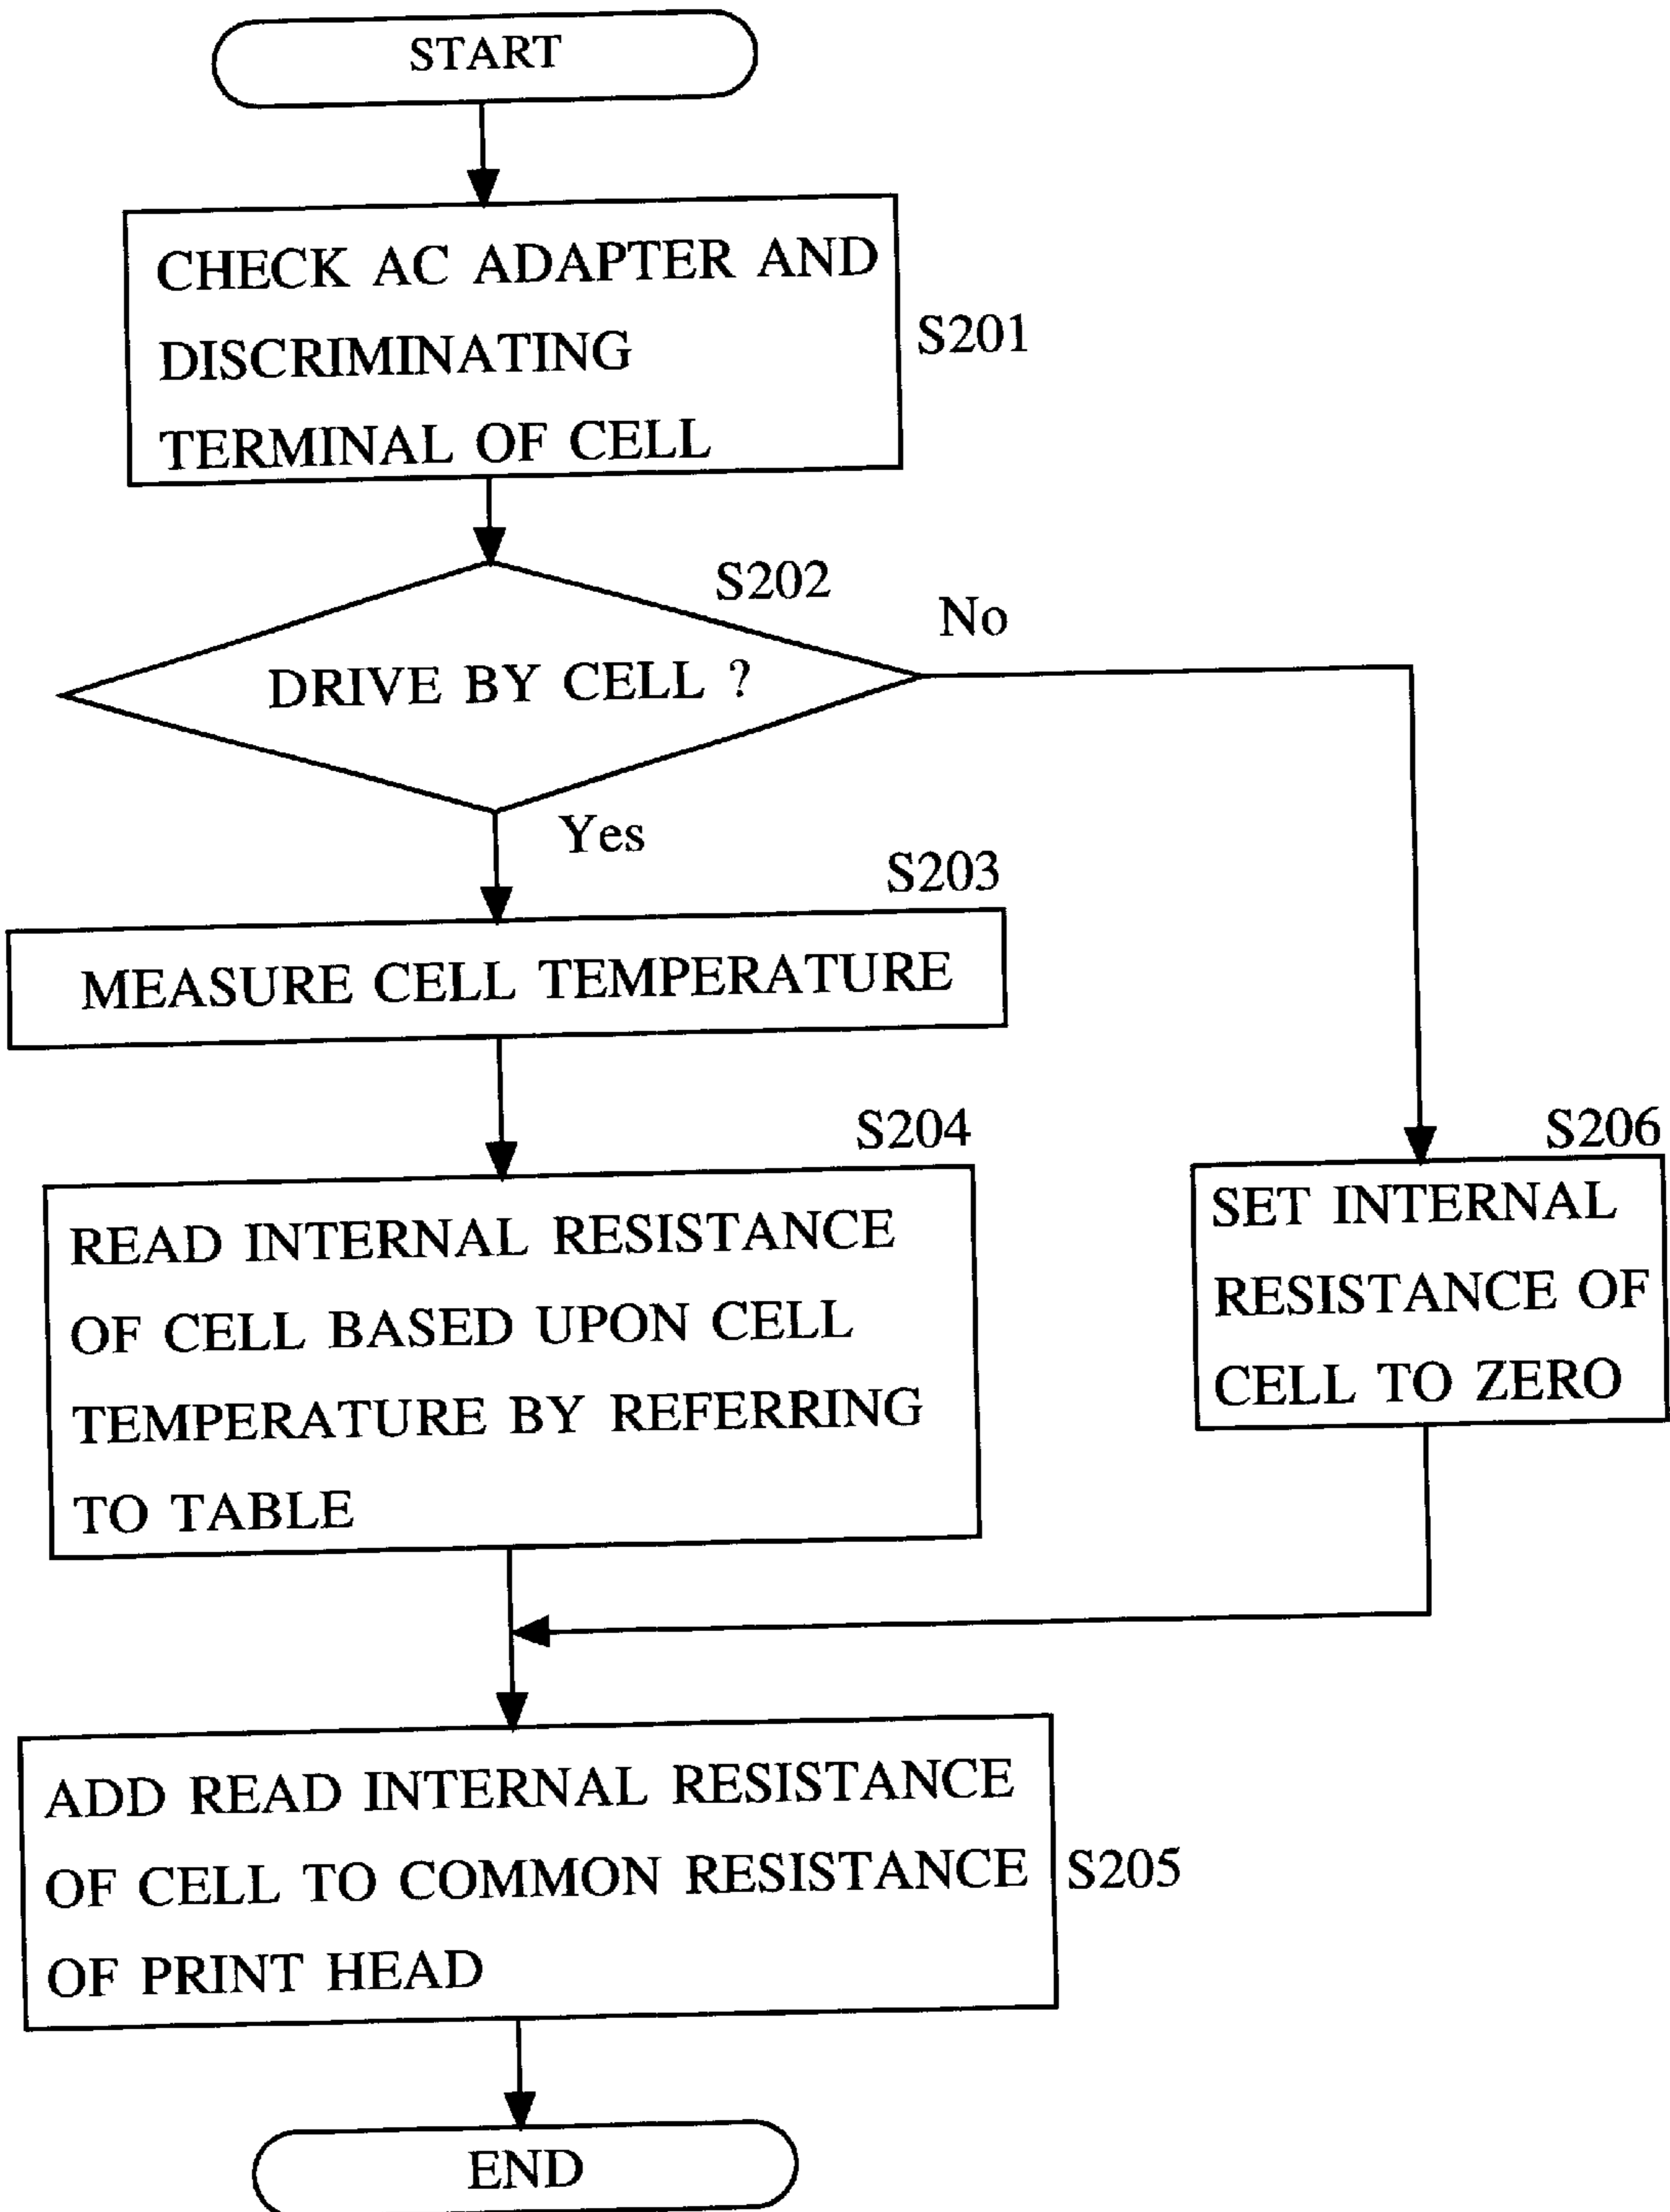 START
CHECK AC ADAPTER AND
DISCRIMINATING
TERMINAL OF CELL
S201
S202
DRIVE BY CELL ?
No
Yes
S203
MEASURE CELL TEMPERATURE
S204
READ INTERNAL RESISTANCE
OF CELL BASED UPON CELL
TEMPERATURE BY REFERRING
TO TABLE
S206
SET INTERNAL
RESISTANCE OF
CELL TO ZERO
ADD READ INTERNAL RESISTANCE
OF CELL TO COMMON RESISTANCE
OF PRINT HEAD
S205
END